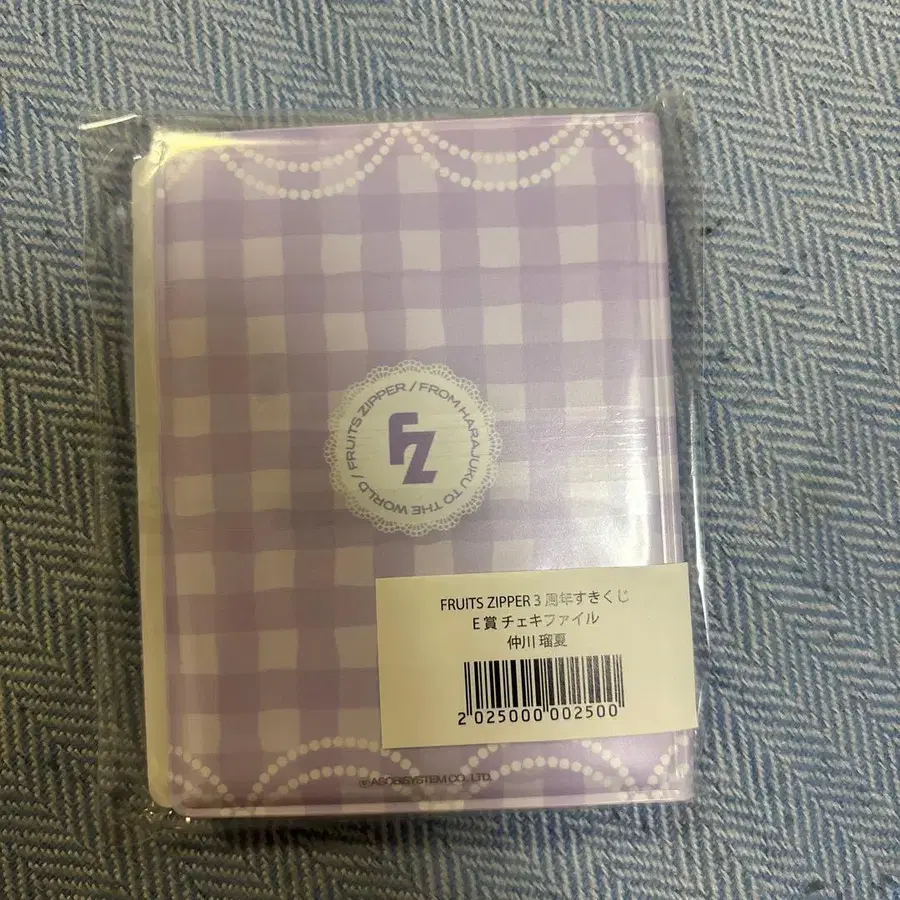 FRUITS ZIPPER / FROM HARAJUKU TO THE WORLD /
FZ
FRUITS ZIPPER 3 周年すきくじ
E 賞 チェキファイル
仲川 瑠夏
2 025000 002500
© ASOBISYSTEM CO., LTD.